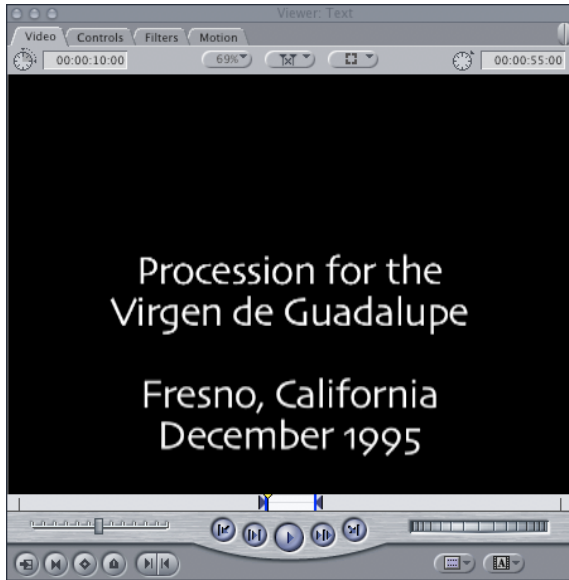 Viewer: Text
Video Controls Filters Motion
00:00:10:00 69% 00:00:55:00
Procession for the
Virgen de Guadalupe
Fresno, California
December 1995
A